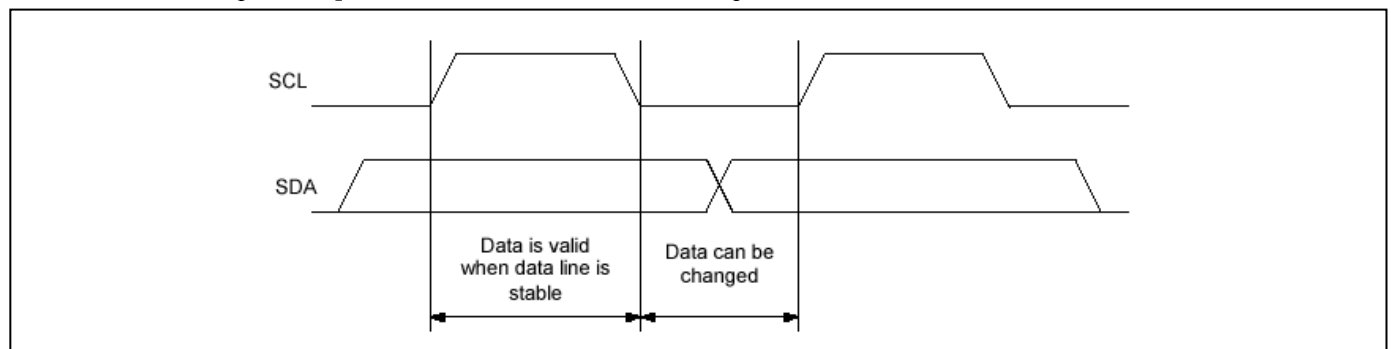 SCL
SDA
Data is valid
when data line is
stable
Data can be
changed